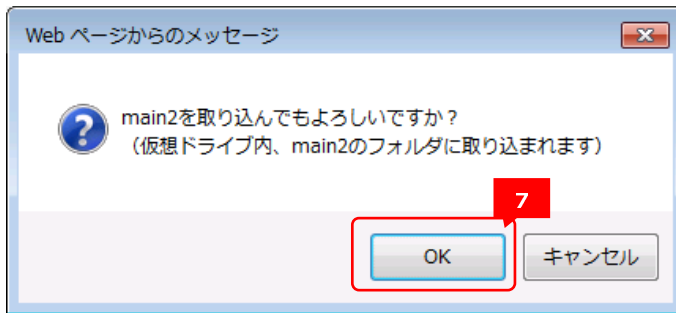 Web ページからのメッセージ
main2を取り込んでもよろしいですか？
（仮想ドライブ内、main2のフォルダに取り込まれます）
7
OK
キャンセル